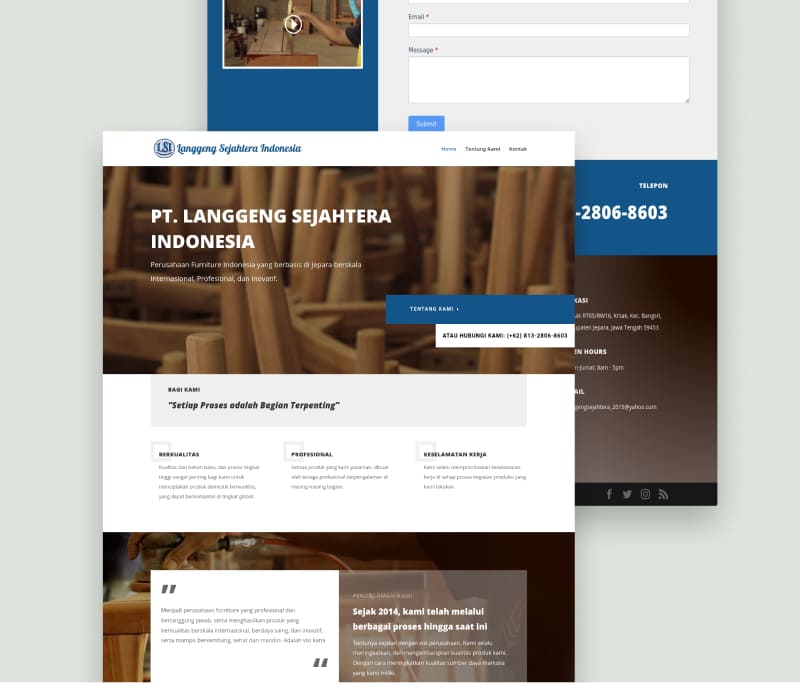 Email *
Message *
Submit
LSI Langgeng Sejahtera Indonesia
Home Tentang Kami Kontak
PT. LANGGENG SEJAHTERA
INDONESIA
Perusahaan Furniture Indonesia yang berbasis di Jepara berskala
Internasional, Profesional, dan Inovatif.
TENTANG KAMI
ATAU HUBUNGI KAMI: (+62) 813-2806-8603
BAGI KAMI
"Setiap Proses adalah Bagian Terpenting"
BERKUALITAS
Kualitas dari bahan baku, dan proses tingkat
tinggi sangat penting bagi kami untuk
menciptakan produk domestik berkualitas,
yang dapat berkompetisi di tingkat global.
PROFESIONAL
Semua produk yang kami pasarkan, dibuat
oleh tenaga profesional berpengalaman di
masing masing bagian.
KESELAMATAN KERJA
Kami selalu memprioritaskan keselamatan
kerja di setiap proses kegiatan produksi yang
kami lakukan.
"
Menjadi perusahaan furniture yang profesional dan
bertanggung jawab, serta menghasilkan produk yang
berkualitas berskala internasional, berdaya saing, dan inovatif,
serta mampu berkembang, sehat dan mandiri. Adalah visi kami
"
PENGALAMAN KAMI
Sejak 2014, kami telah melalui
berbagai proses hingga saat ini
Tentunya sejalan dengan visi perusahaan. Kami selalu
meningkatkan, dan mengembangkan kualitas produk kami.
Dengan cara meningkatkan kualitas sumber daya manusia
yang kami miliki.
TELEPON
-2806-8603
KASI
ak RT05/RW16, Krsak, Kec. Bangsri,
upaten Jepara, Jawa Tengah 59453
EN HOURS
n-Jumat: 8am - 5pm
AIL
ggengsejahtera_2015@yahoo.com